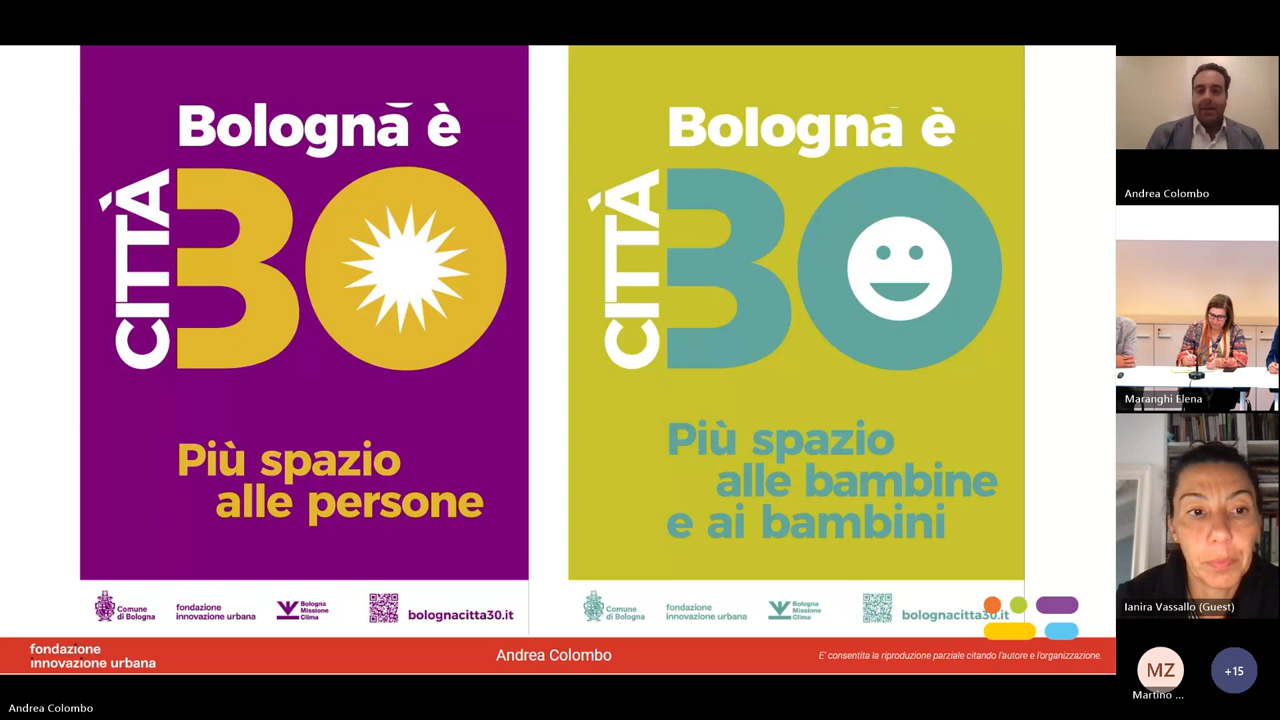 Bologna è
CITTÀ
30
Più spazio
alle persone
Comune
di Bologna
fondazione
innovazione urbana
Bologna
Missione
Clima
bolognacitta30.it
Bologna è
CITTÀ
30
Più spazio
alle bambine
e ai bambini
Comune
di Bologna
fondazione
innovazione urbana
Bologna
Missione
Clima
bolognacitta30.it
fondazione
innovazione urbana
Andrea Colombo
E' consentita la riproduzione parziale citando l'autore e l'organizzazione.
Andrea Colombo
Andrea Colombo
Maranghi Elena
Ianira Vassallo (Guest)
MZ
Martino ...
+15